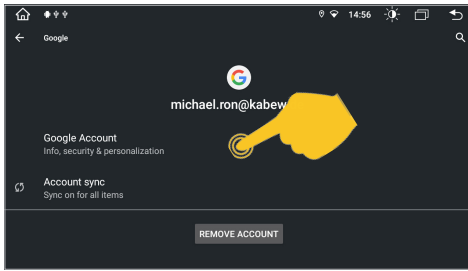 14:56
Google
michael.ron@kabew
Google Account
Info, security & personalization
Account sync
Sync on for all items
REMOVE ACCOUNT